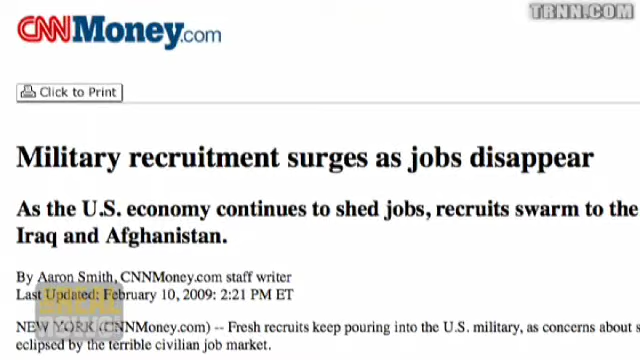 TRNN.COM
CNNMoney.com
Click to Print
Military recruitment surges as jobs disappear
As the U.S. economy continues to shed jobs, recruits swarm to the
Iraq and Afghanistan.
By Aaron Smith, CNNMoney.com staff writer
Last Updated: February 10, 2009: 2:21 PM ET
NEW YORK (CNNMoney.com) -- Fresh recruits keep pouring into the U.S. military, as concerns about s
eclipsed by the terrible civilian job market.